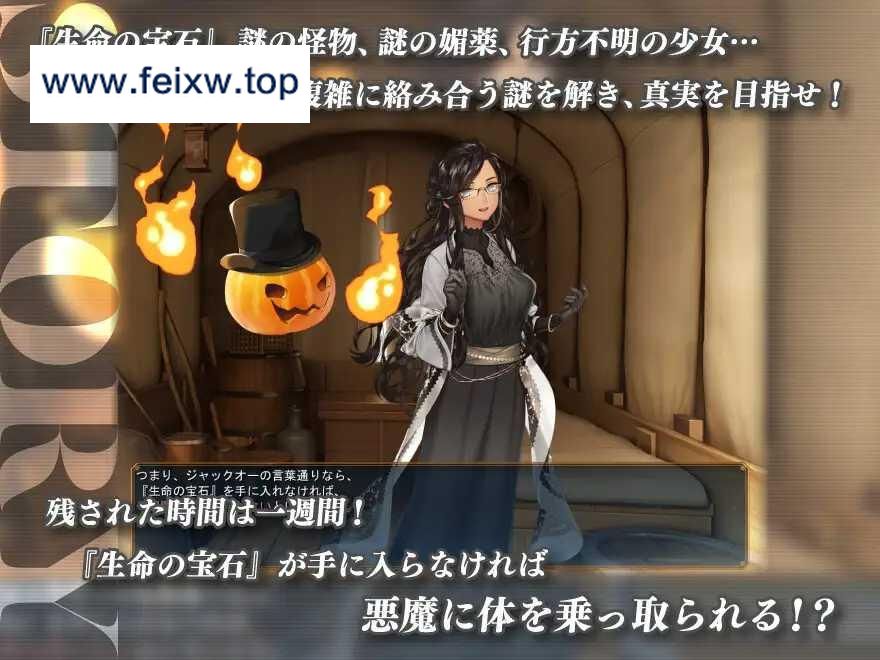 『生命の宝石』、謎の怪物、謎の媚薬、行方不明の少女…
www.feixw.top
複雑に絡み合う謎を解き、真実を目指せ！
つまり、ジャックオーの言葉通りなら、
『生命の宝石』を手に入れなければ、
残された時間は一週間！
『生命の宝石』が手に入らなければ
悪魔に体を乗っ取られる！？